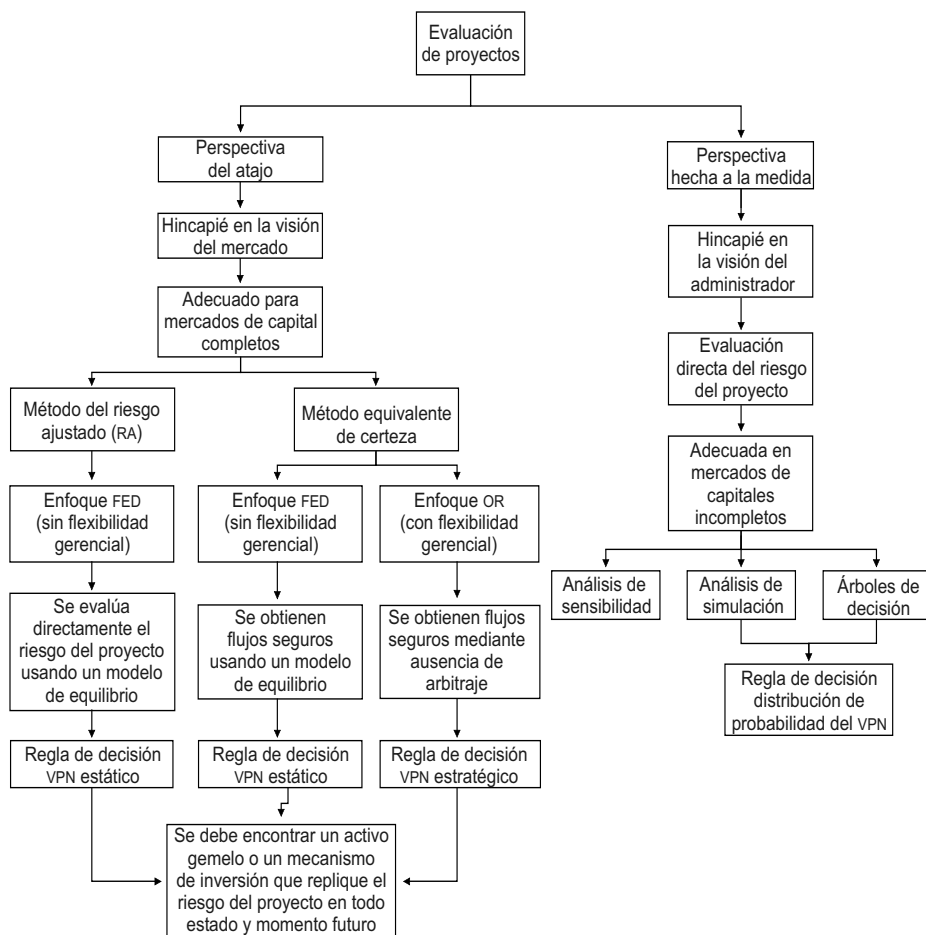 Evaluación
de proyectos
Perspectiva
del atajo
Hincapié en la visión
del mercado
Adecuado para
mercados de capital
completos
Método del riesgo
ajustado (RA)
Método equivalente
de certeza
Enfoque FED
(sin flexibilidad
gerencial)
Enfoque FED
(sin flexibilidad
gerencial)
Enfoque OR
(con flexibilidad
gerencial)
Se evalúa
directamente el
riesgo del proyecto
usando un modelo
de equilibrio
Se obtienen
flujos seguros
usando un modelo
de equilibrio
Se obtienen flujos
seguros mediante
ausencia de
arbitraje
Regla de decisión
VPN estático
Regla de decisión
VPN estático
Regla de decisión
VPN estratégico
Se debe encontrar un activo
gemelo o un mecanismo
de inversión que replique el
riesgo del proyecto en todo
estado y momento futuro
Perspectiva
hecha a la medida
Hincapié en
la visión del
administrador
Evaluación
directa del riesgo
del proyecto
Adecuada en
mercados de
capitales
incompletos
Análisis de
sensibilidad
Análisis de
simulación
Árboles de
decisión
Regla de decisión
distribución de
probabilidad del VPN